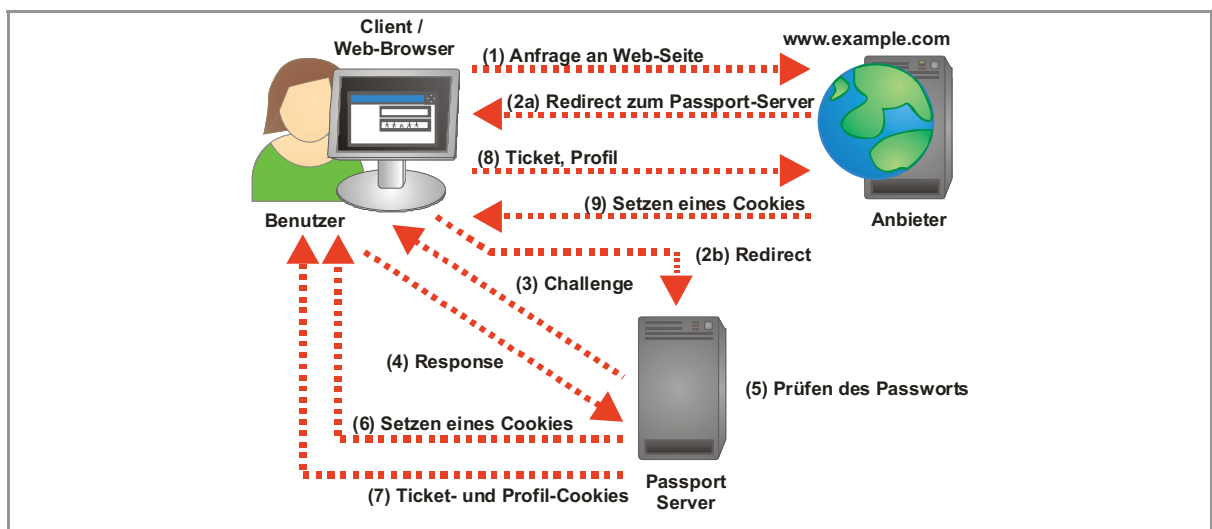 Client /
Web-Browser
www.example.com
(1) Anfrage an Web-Seite
(2a) Redirect zum Passport-Server
(8) Ticket, Profil
(9) Setzen eines Cookies
Benutzer
Anbieter
(2b) Redirect
(3) Challenge
(4) Response
(5) Prüfen des Passworts
(6) Setzen eines Cookies
(7) Ticket- und Profil-Cookies
Passport
Server